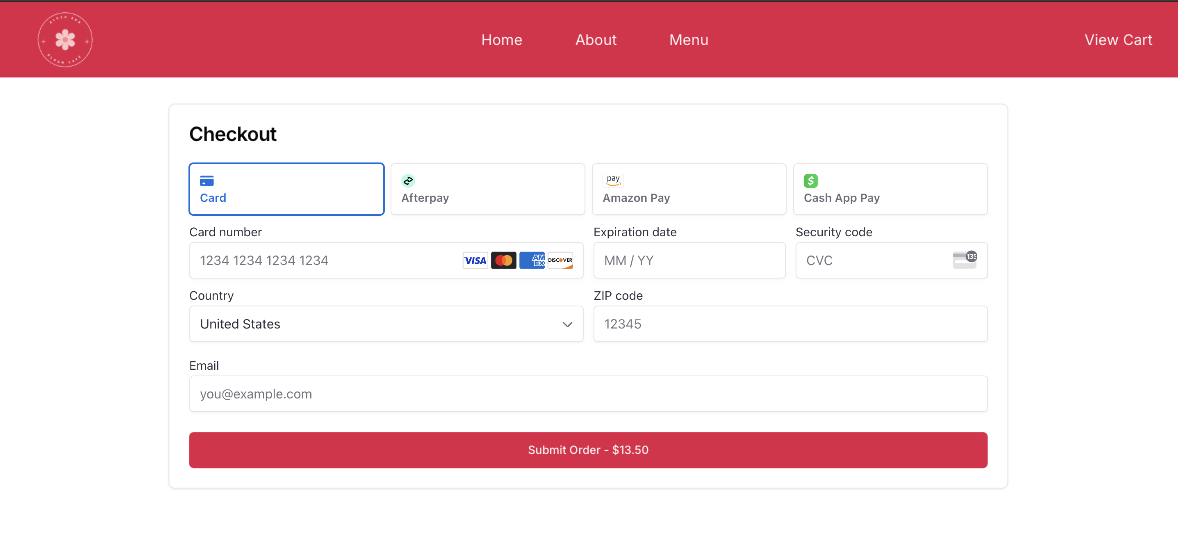 Home About Menu View Cart
Checkout
Card
Afterpay
pay
Amazon Pay
$
Cash App Pay
Card number
Expiration date
Security code
1234 1234 1234 1234
VISA
AM
EX
DISCOVER
MM / YY
CVC
135
Country
ZIP code
United States
12345
Email
you@example.com
Submit Order - $13.50